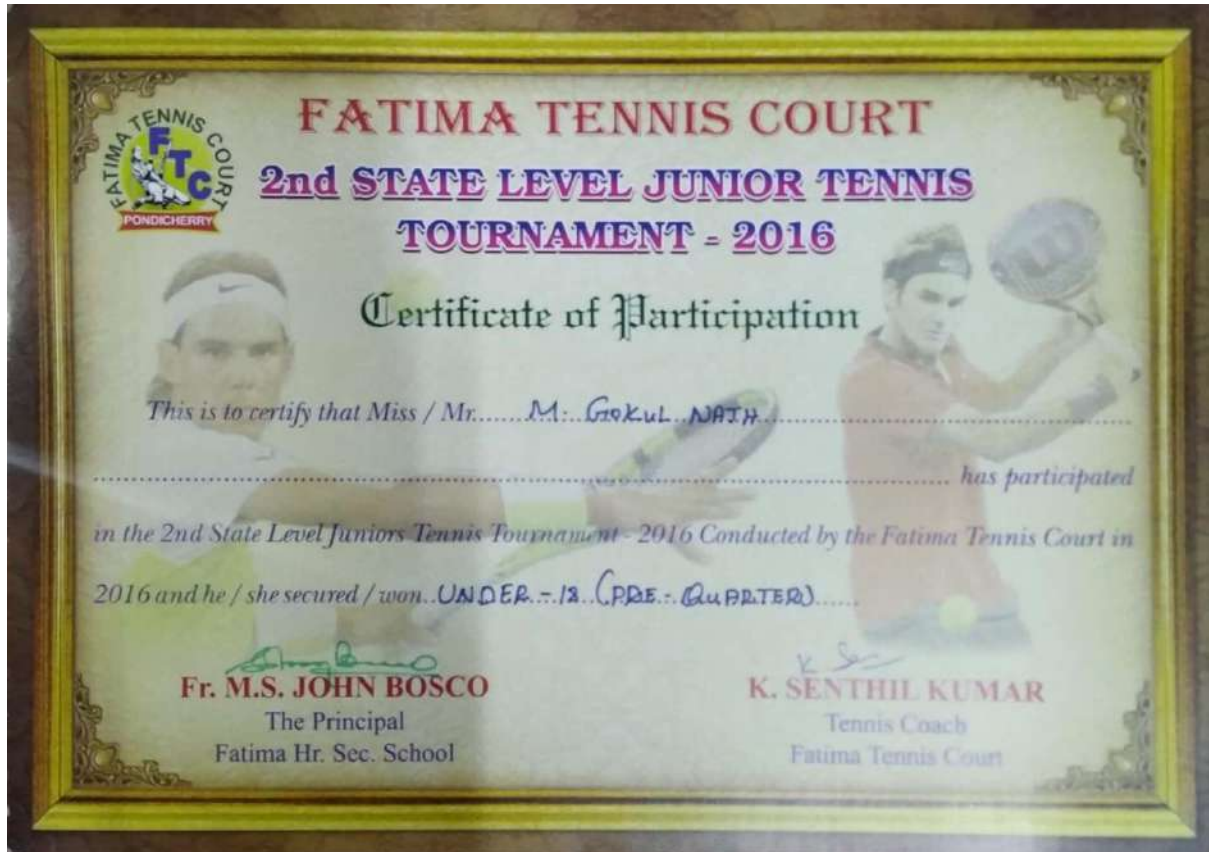 FATIMA TENNIS COURT
FTC
PONDICHERRY
FATIMA TENNIS COURT
2nd STATE LEVEL JUNIOR TENNIS
TOURNAMENT - 2016
Certificate of Participation
This is to certify that Miss / Mr...... M. GOKUL NATH
has participated
in the 2nd State Level Juniors Tennis Tournament - 2016 Conducted by the Fatima Tennis Court in
2016 and he / she secured / won..UNDER - 18 (PRE - QUARTER)......
K Sen
Fr. M.S. JOHN BOSCO K. SENTHIL KUMAR
The Principal Tennis Coach
Fatima Hr. Sec. School Fatima Tennis Court